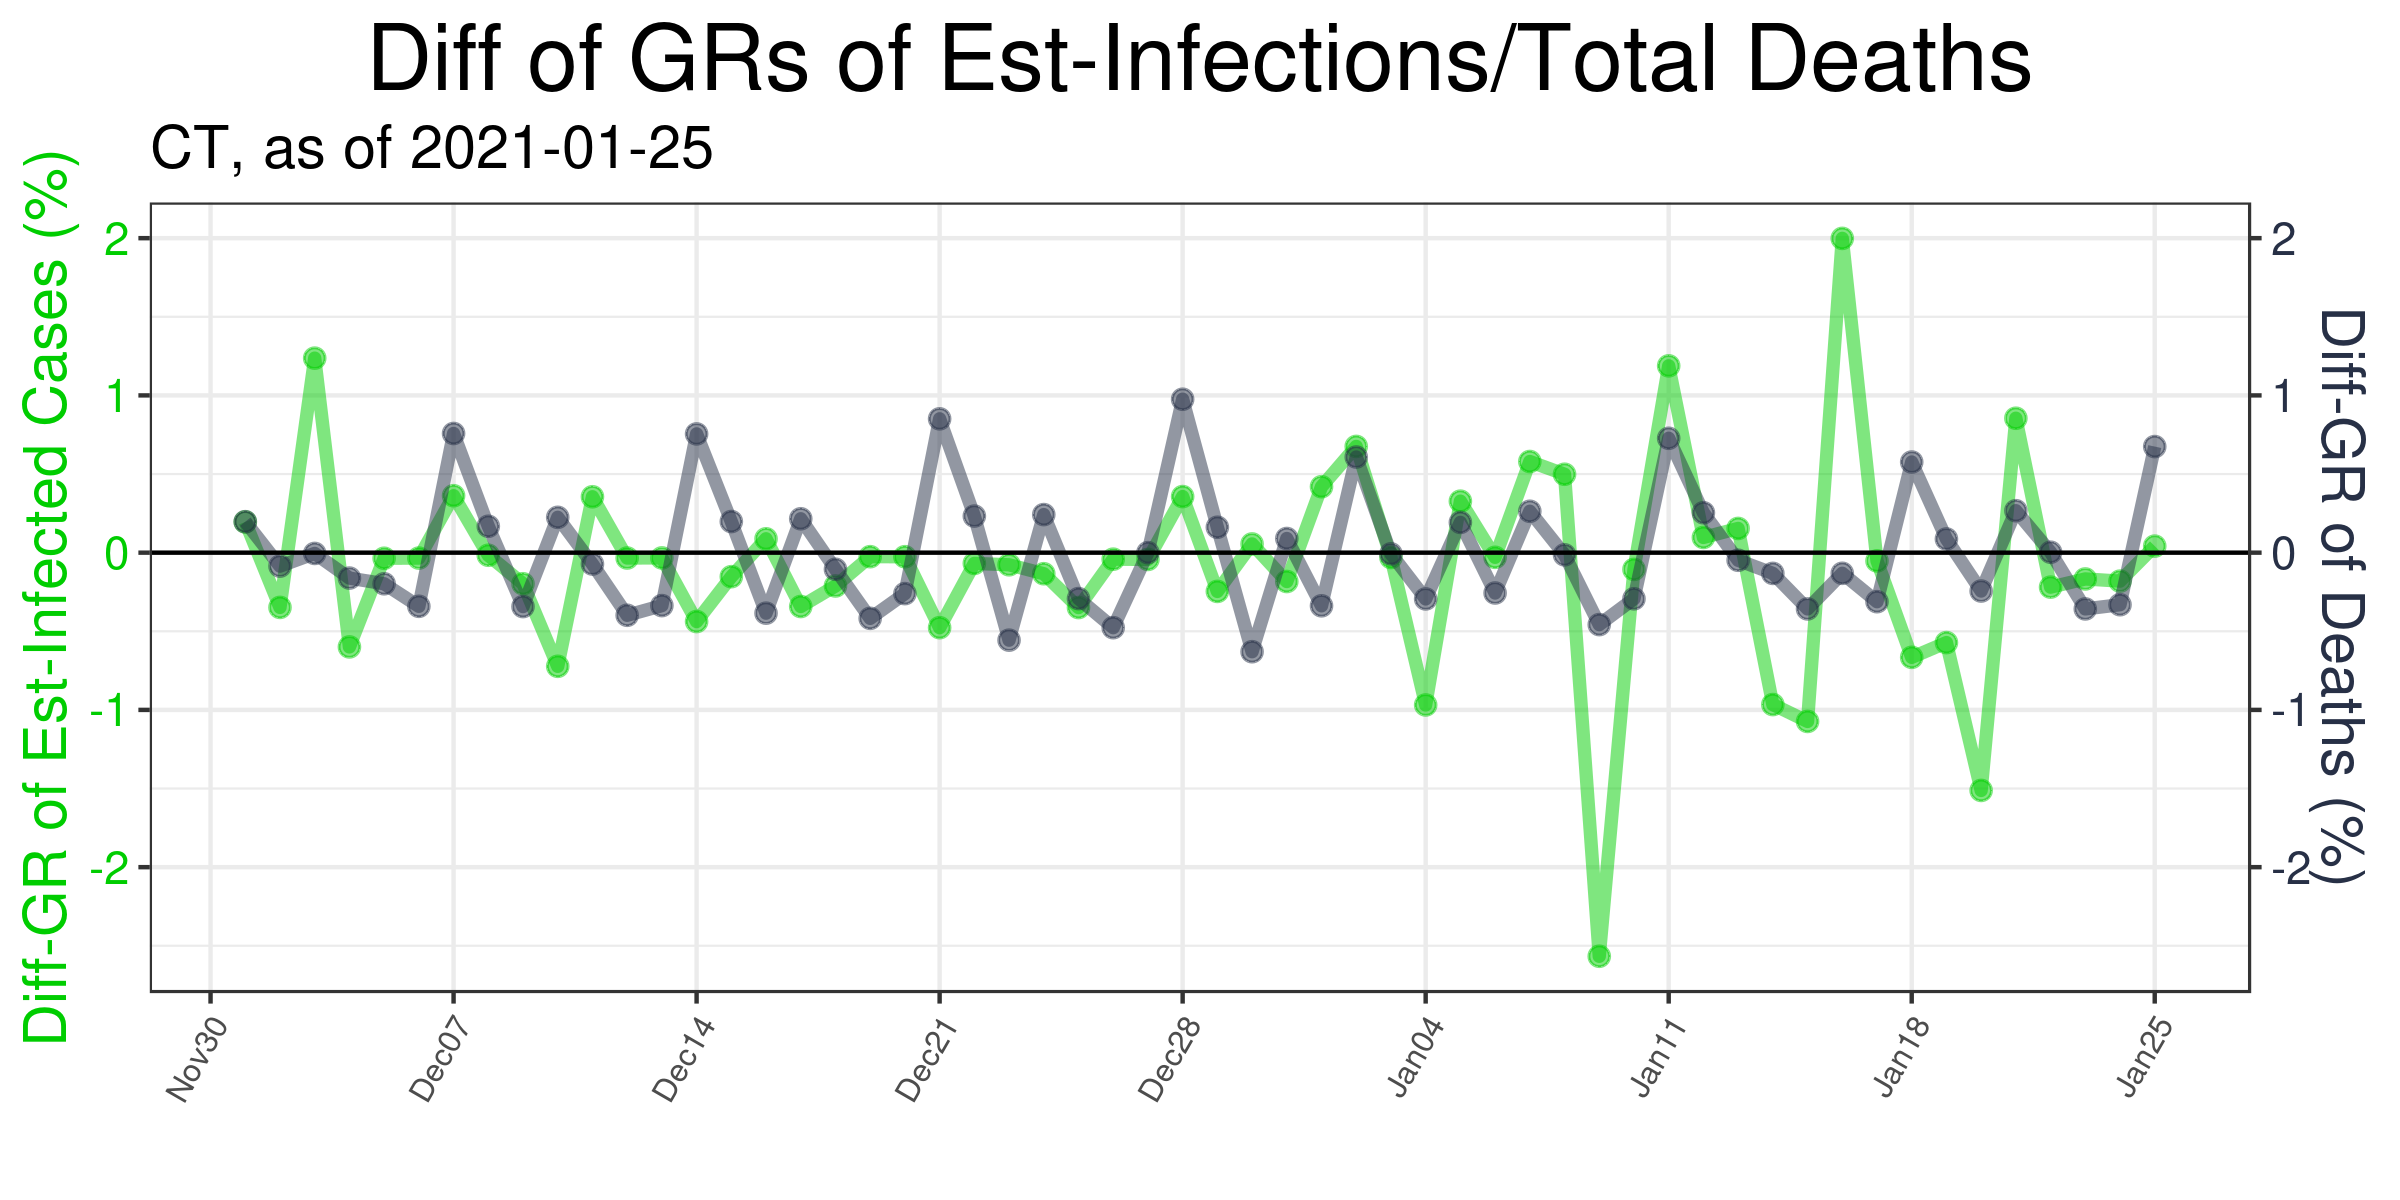 Diff of GRs of Est-Infections/Total Deaths
CT, as of 2021-01-25
Diff-GR of Est-Infected Cases (%)
2
1
0
-1
-2
2
1
0
-1
-2
Diff-GR of Deaths (%)
Nov30
Dec07
Dec14
Dec21
Dec28
Jan04
Jan11
Jan18
Jan25